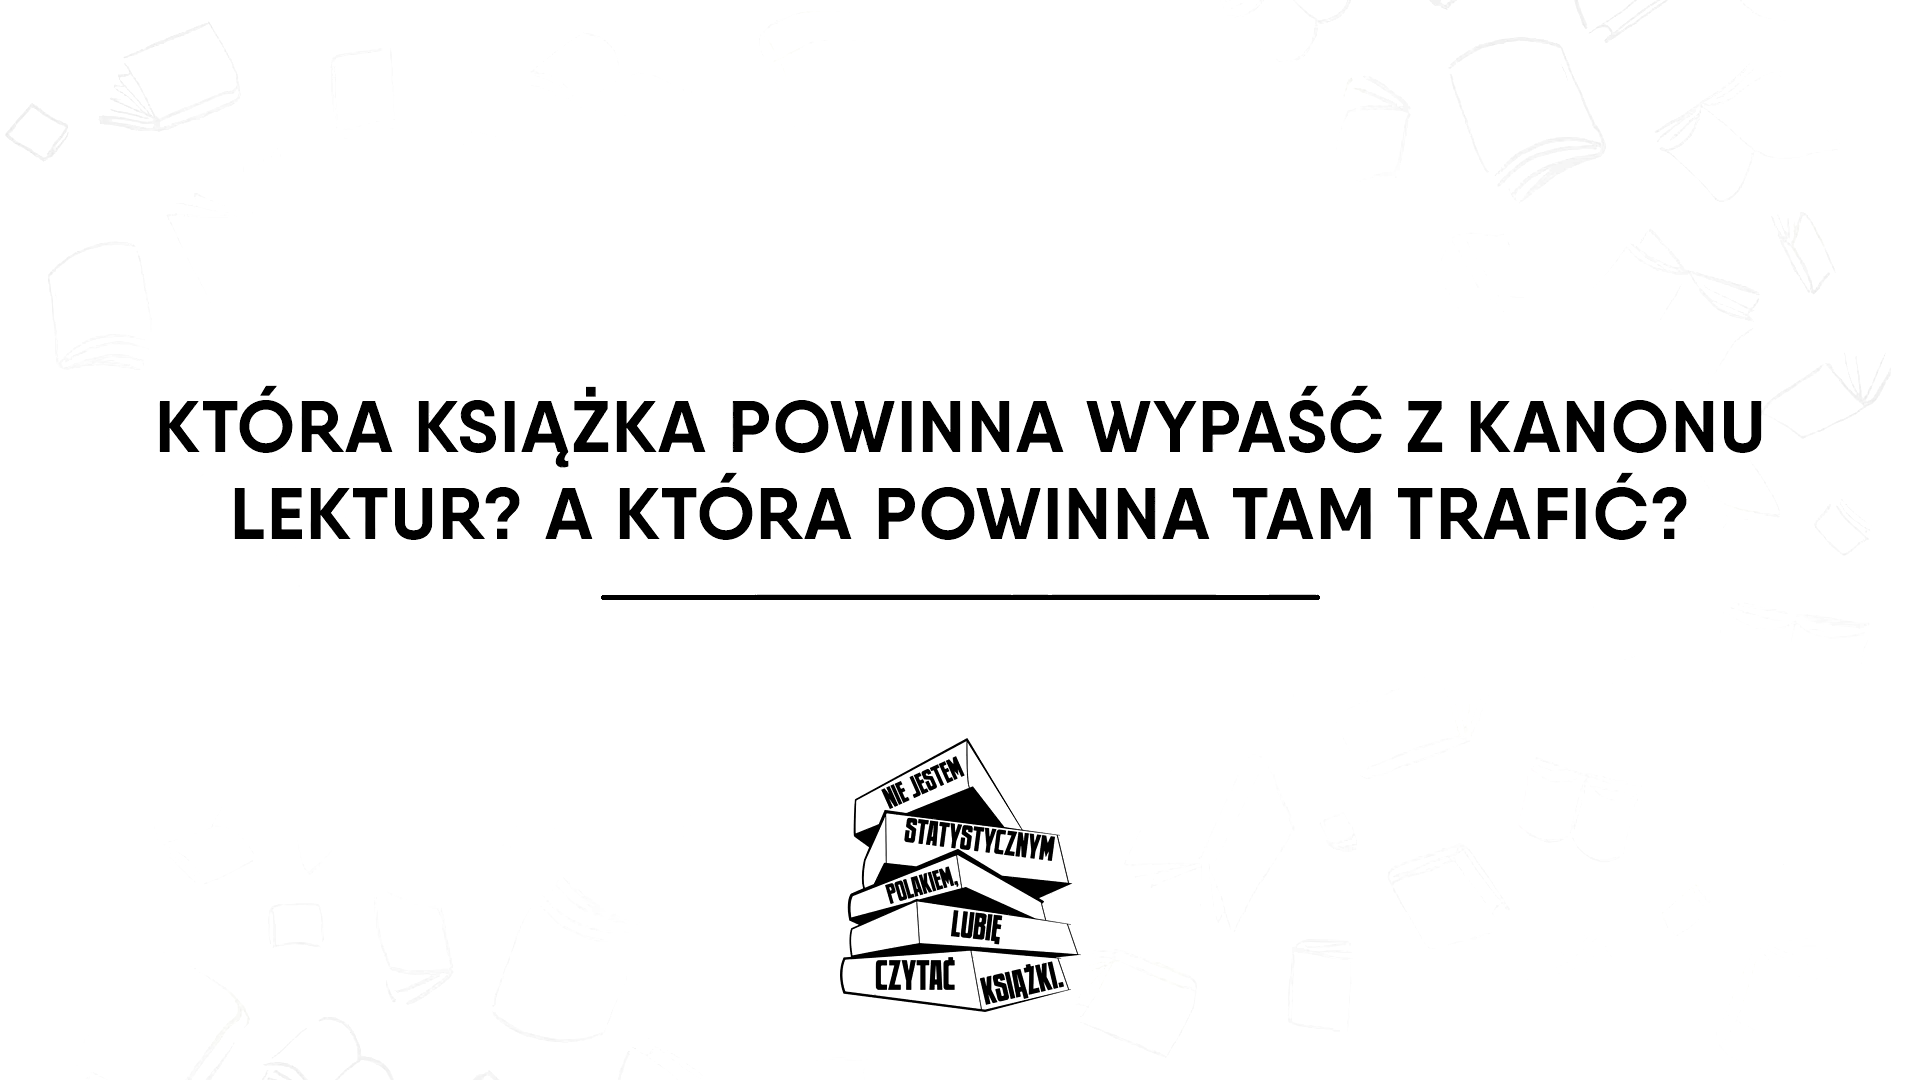 KTÓRA KSIĄŻKA POWINNA WYPAŚĆ Z KANONU
LEKTUR? A KTÓRA POWINNA TAM TRAFIĆ?
NIE JESTEM
STATYSTYCZNYM
POLAKIEM,
LUBIĘ
CZYTAĆ KSIĄŻKI.